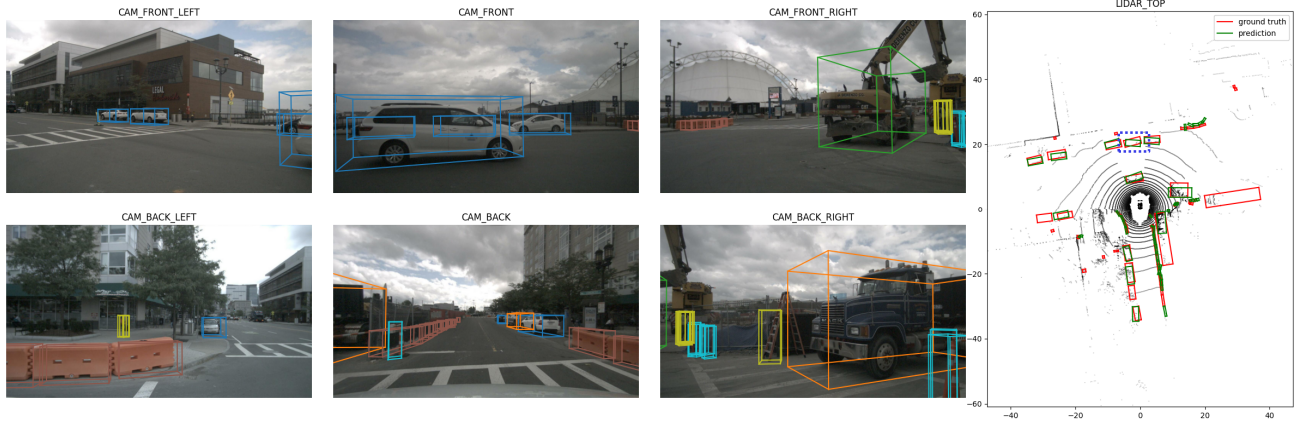 CAM_FRONT_LEFT
CAM_FRONT
CAM_FRONT_RIGHT
LIDAR_TOP
LEGAL
ground truth
prediction
60
40
20
0
−20
−40
−60
−40
−20
0
20
40
CAM_BACK_LEFT
CAM_BACK
CAM_BACK_RIGHT